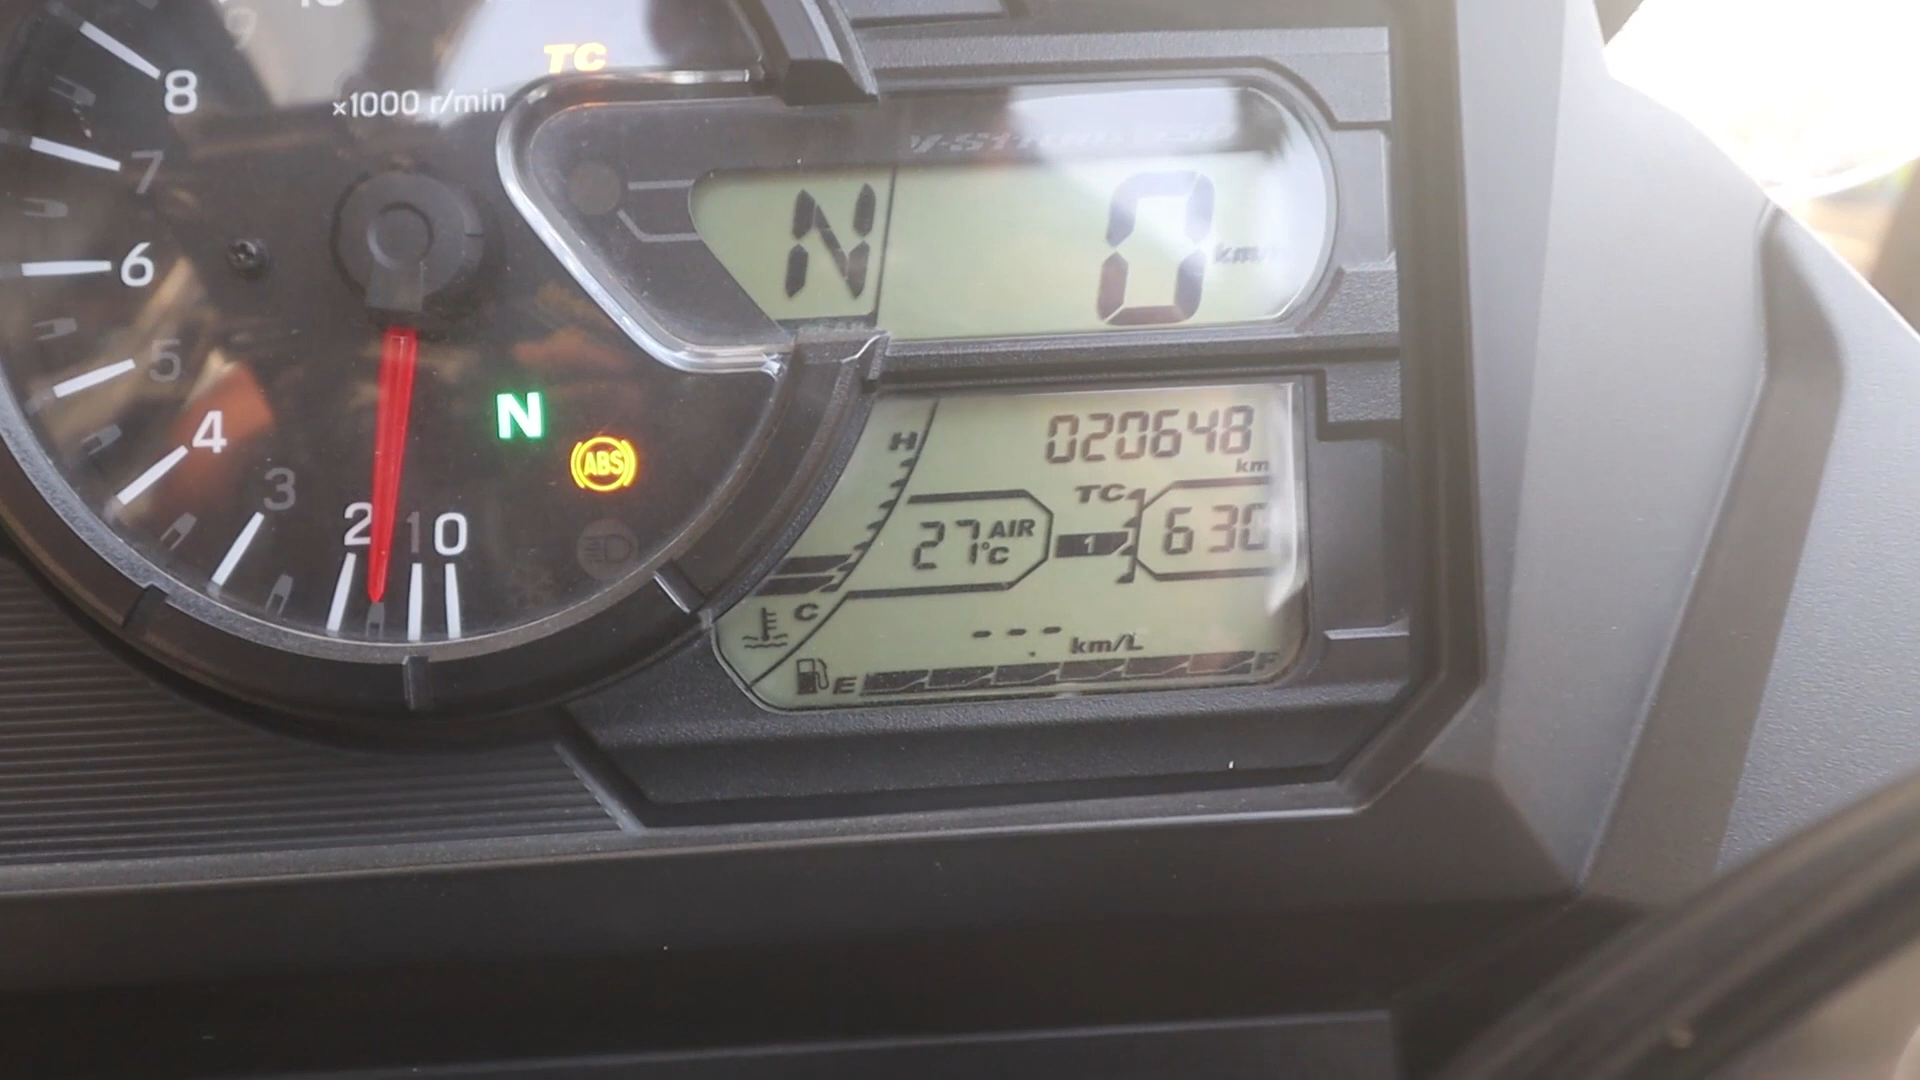 TC
8
×1000 r/min
7
6
5
4
3
2
1
0
N
ABS
N
0
km/
H
020648
km
TC
27 AIR
°C
1
630
C
---
km/L
E
F